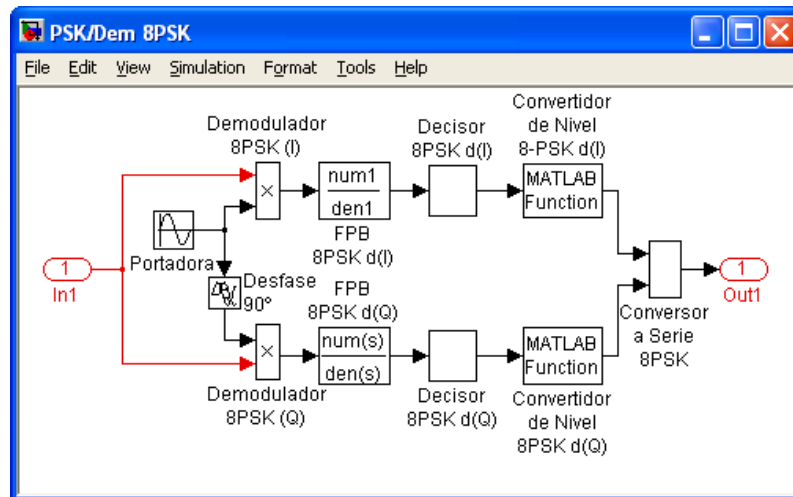 PSK/Dem 8PSK
File Edit View Simulation Format Tools Help
Demodulador
8PSK (I)
Decisor
8PSK d(I)
Convertidor
de Nivel
8-PSK d(I)
×
num1
den1
MATLAB
Function
FPB
8PSK d(I)
Portadora
1
In1
Desfase
90°
FPB
8PSK d(Q)
1
Out1
×
num(s)
den(s)
MATLAB
Function
Conversor
a Serie
8PSK
Demodulador
8PSK (Q)
Decisor
8PSK d(Q)
Convertidor
de Nivel
8PSK d(Q)